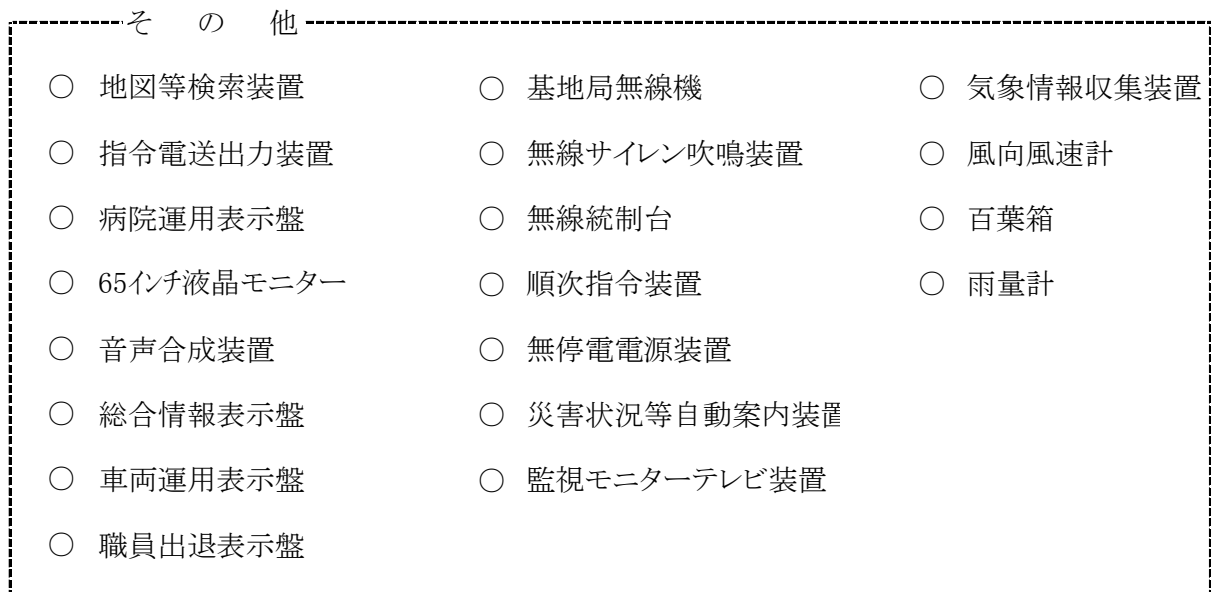 そ の 他
○ 地図等検索装置
○ 指令電送出力装置
○ 病院運用表示盤
○ 65インチ液晶モニター
○ 音声合成装置
○ 総合情報表示盤
○ 車両運用表示盤
○ 職員出退表示盤
○ 基地局無線機
○ 無線サイレン吹鳴装置
○ 無線統制台
○ 順次指令装置
○ 無停電電源装置
○ 災害状況等自動案内装置
○ 監視モニターテレビ装置
○ 気象情報収集装置
○ 風向風速計
○ 百葉箱
○ 雨量計